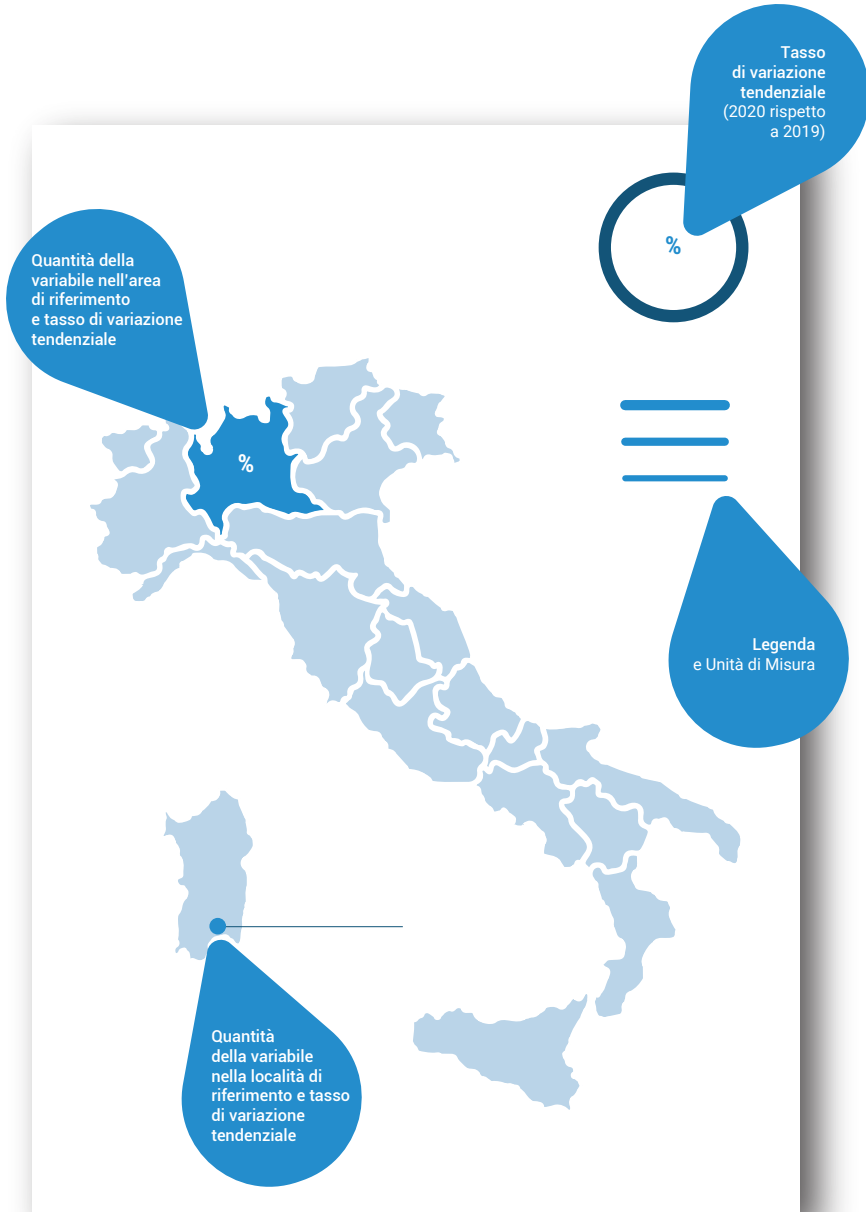 Tasso
di variazione
tendenziale
(2020 rispetto
a 2019)
%
Quantità della
variabile nell'area
di riferimento
e tasso di variazione
tendenziale
%
Legenda
e Unità di Misura
Quantità
della variabile
nella località di
riferimento e tasso
di variazione
tendenziale